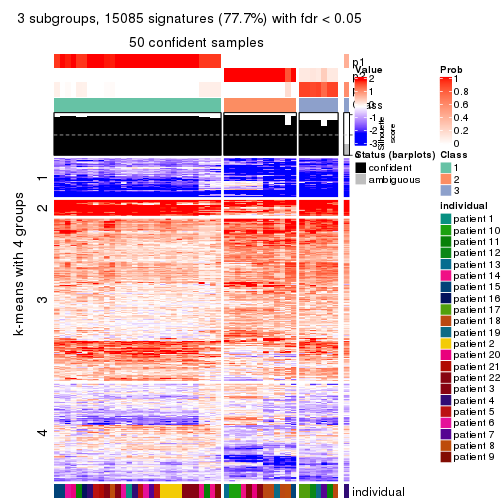 3 subgroups, 15085 signatures (77.7%) with fdr < 0.05
50 confident samples
p1
Value
2
1
0
-1
-2
-3
Silhouette
score
Prob
1
0.8
0.6
0.4
0.2
0
Status (barplots)
confident
ambiguous
Class
1
2
3
k-means with 4 groups
1
2
3
4
individual
patient 1
patient 10
patient 11
patient 12
patient 13
patient 14
patient 15
patient 16
patient 17
patient 18
patient 19
patient 2
patient 20
patient 21
patient 22
patient 3
patient 4
patient 5
patient 6
patient 7
patient 8
patient 9
individual